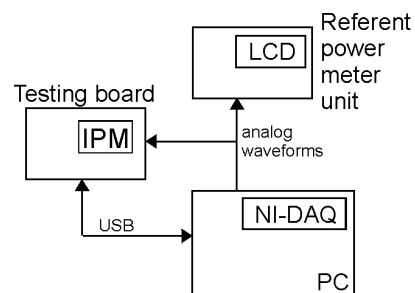 Referent
power
meter
unit
LCD
Testing board
IPM
analog
waveforms
USB
NI-DAQ
PC